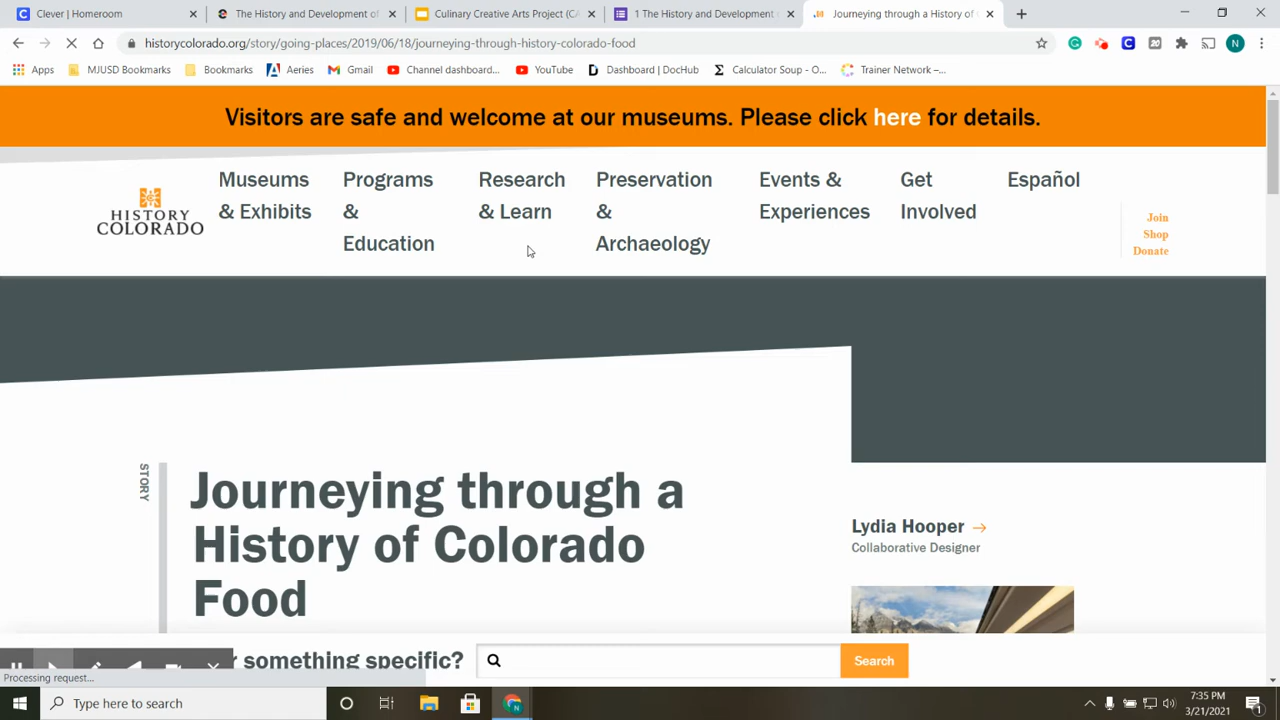 Clever | Homeroom
The History and Development of
Culinary Creative Arts Project (CA
1 The History and Development
Journeying through a History of
historycolorado.org/story/going-places/2019/06/18/journeying-through-history-colorado-food
Apps
MJUSD Bookmarks
Bookmarks
Aeries
Gmail
Channel dashboard...
YouTube
Dashboard | DocHub
Calculator Soup - O...
Trainer Network –...
Visitors are safe and welcome at our museums. Please click here for details.
HISTORY
COLORADO
Museums
& Exhibits
Programs
&
Education
Research
& Learn
Preservation
&
Archaeology
Events &
Experiences
Get
Involved
Español
Join
Shop
Donate
STORY
Journeying through a
History of Colorado
Food
Lydia Hooper →
Collaborative Designer
something specific?
Search
Processing request...
Type here to search
7:35 PM
3/21/2021